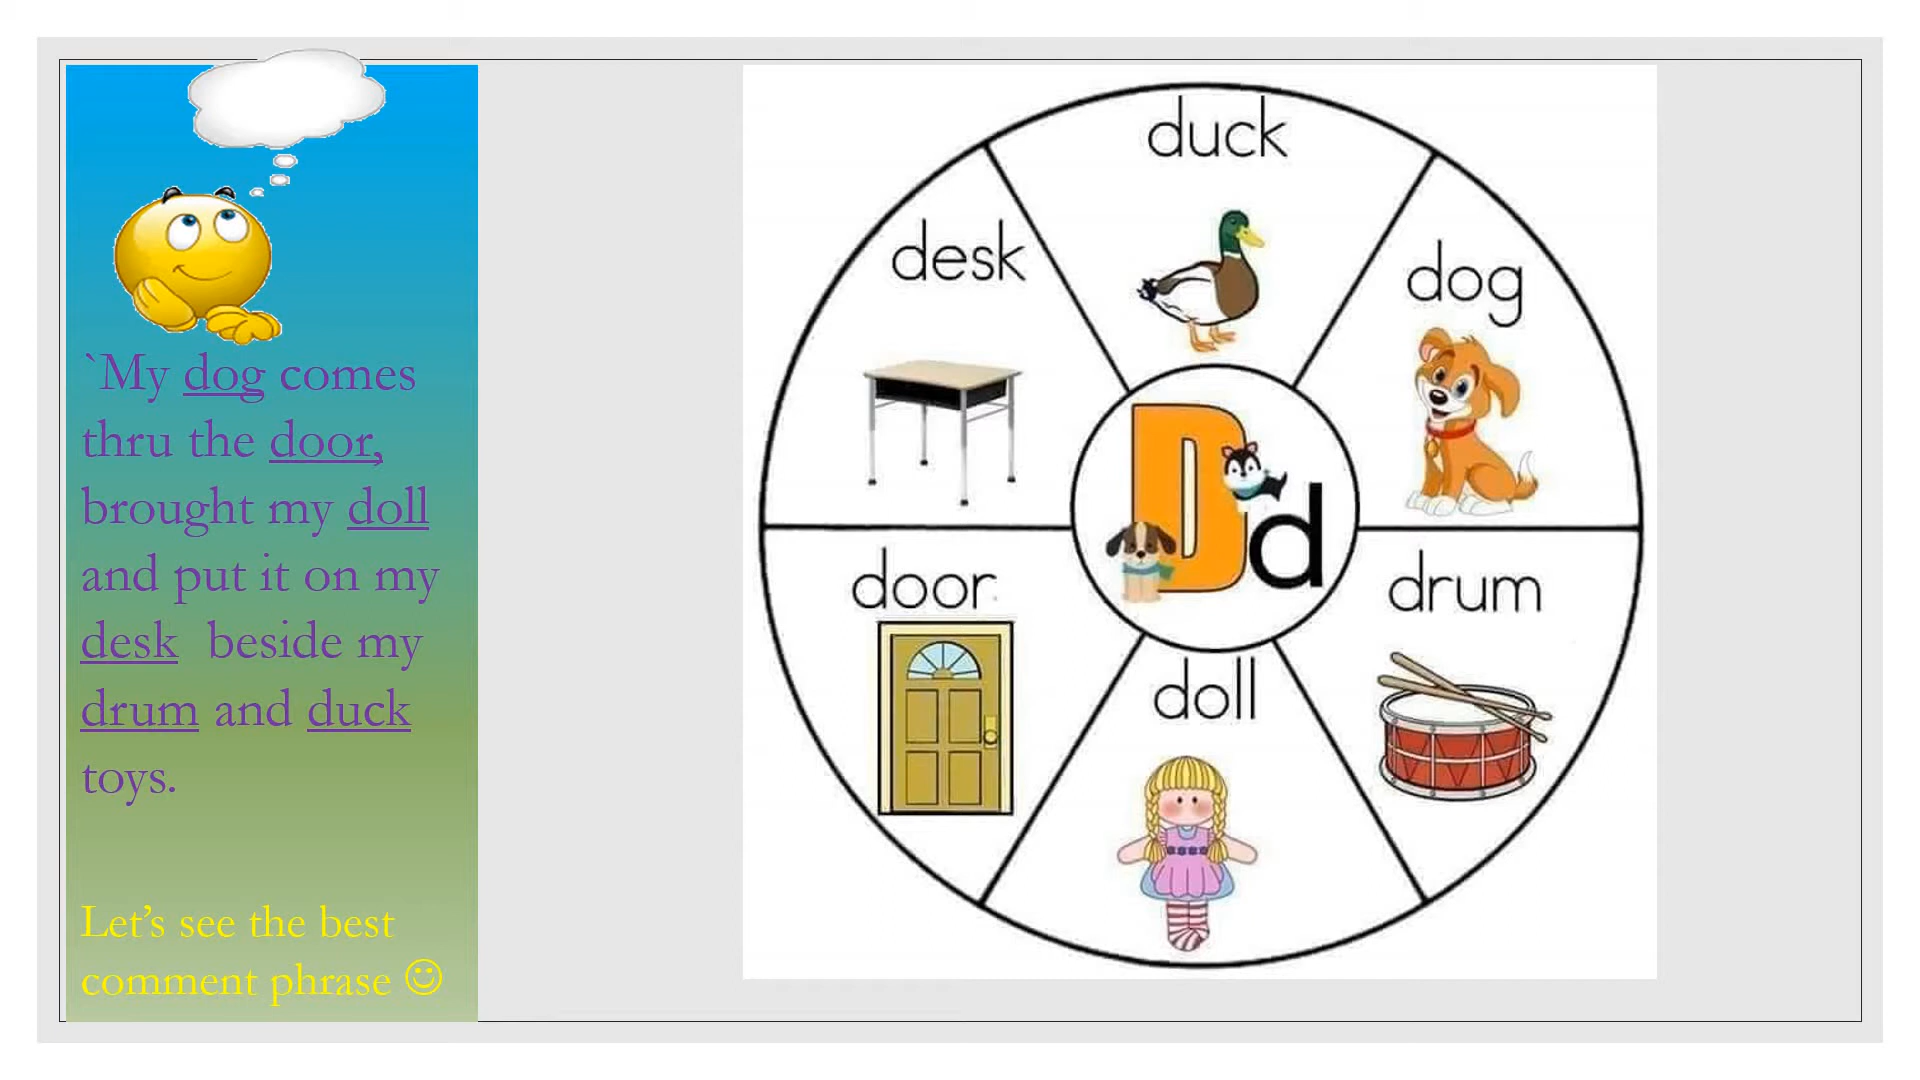 `My dog comes
thru the door,
brought my doll
and put it on my
desk  beside my
drum and duck
toys.
Let’s see the best
comment phrase ☺
duck
desk
dog
Dd
door
drum
doll